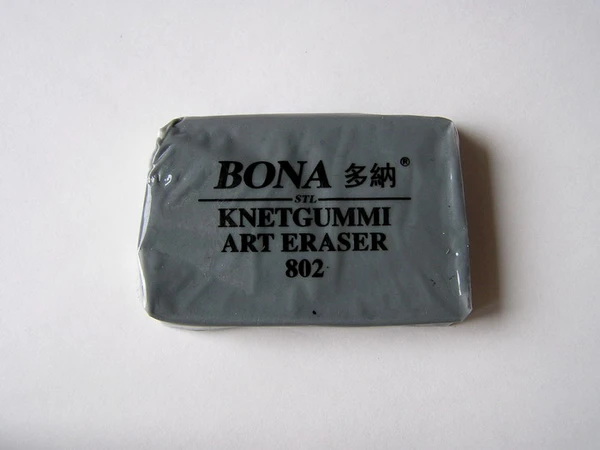 BONA 多納®
STL
KNETGUMMI
ART ERASER
802